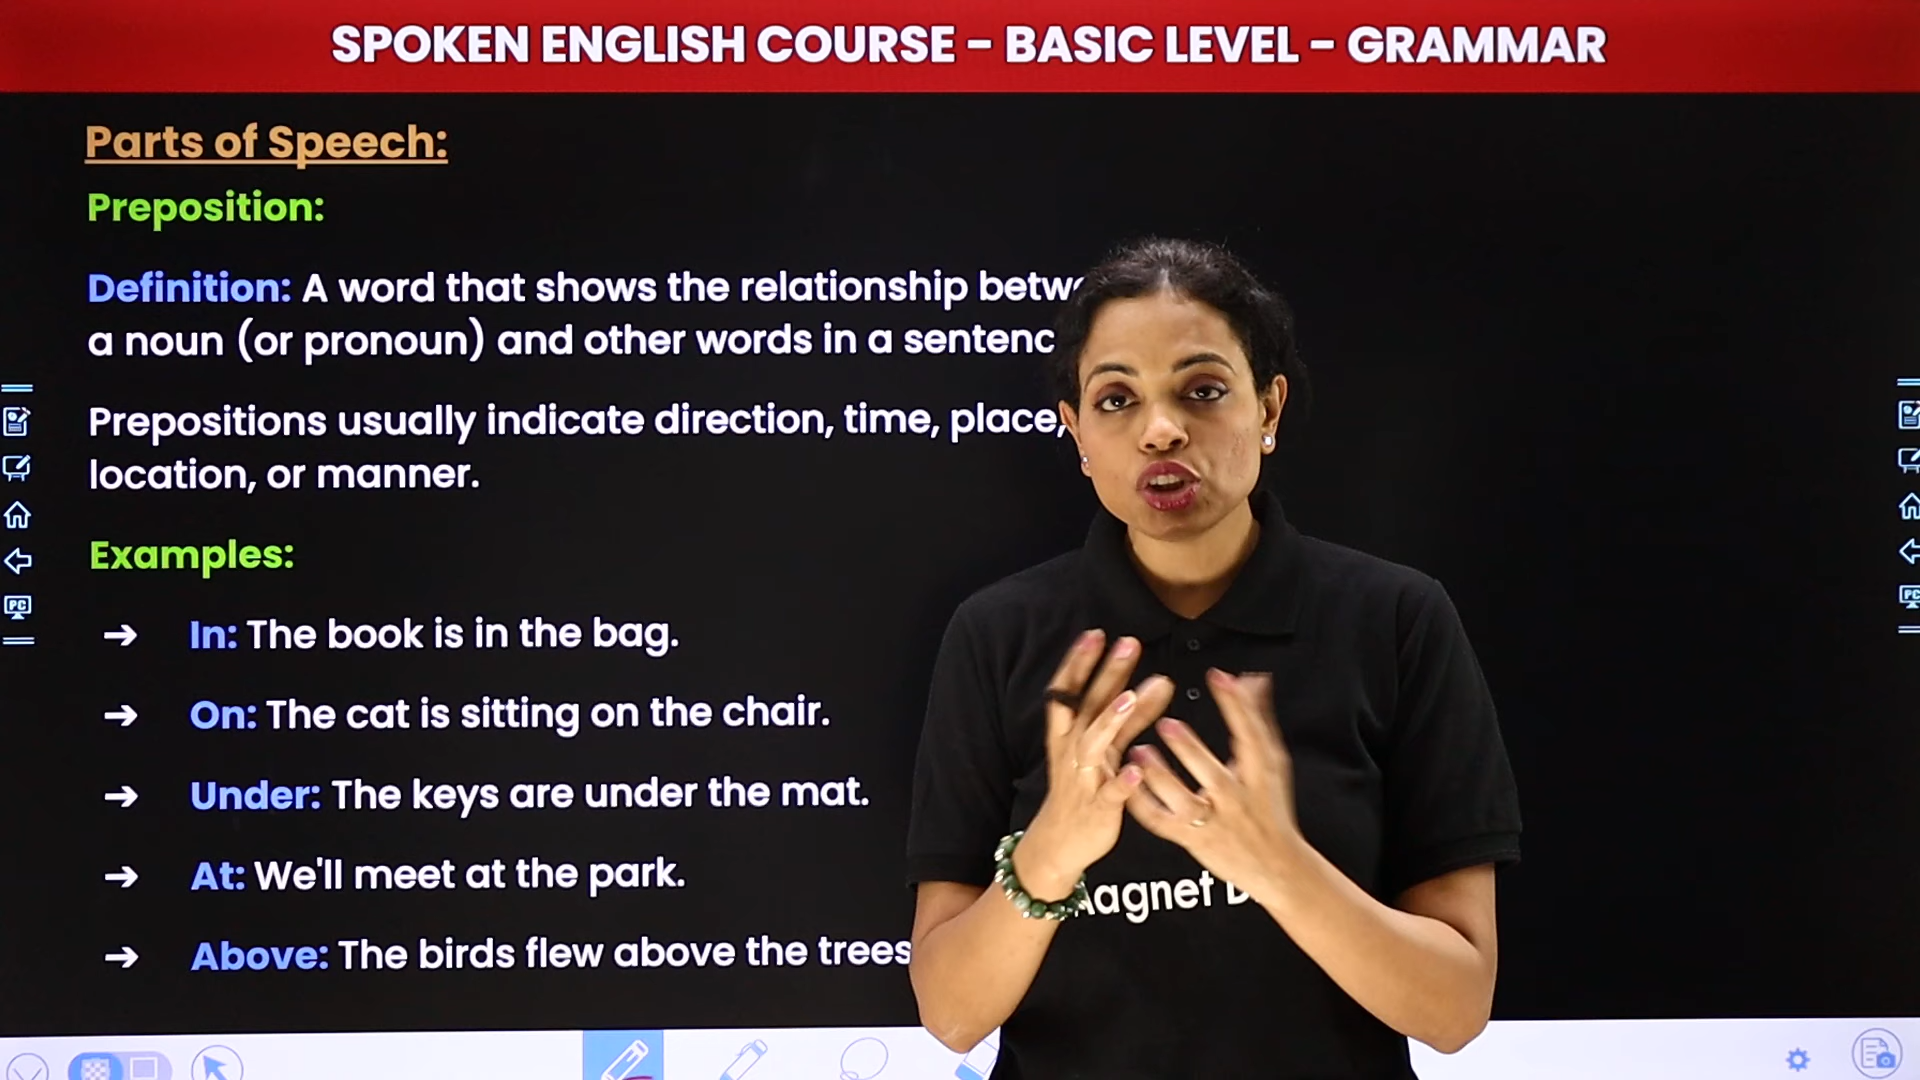 SPOKEN ENGLISH COURSE – BASIC LEVEL – GRAMMAR
Parts of Speech:
Preposition:
Definition: A word that shows the relationship
a noun (or pronoun) and other words in a
Prepositions usually indicate direction, time, place,
location, or manner.
Examples:
➔ In: The book is in the bag.
➔ On: The cat is sitting on the chair.
➔ Under: The keys are under the mat.
➔ At: We'll meet at the park.
➔ Above: The birds flew above the trees
PC
PC